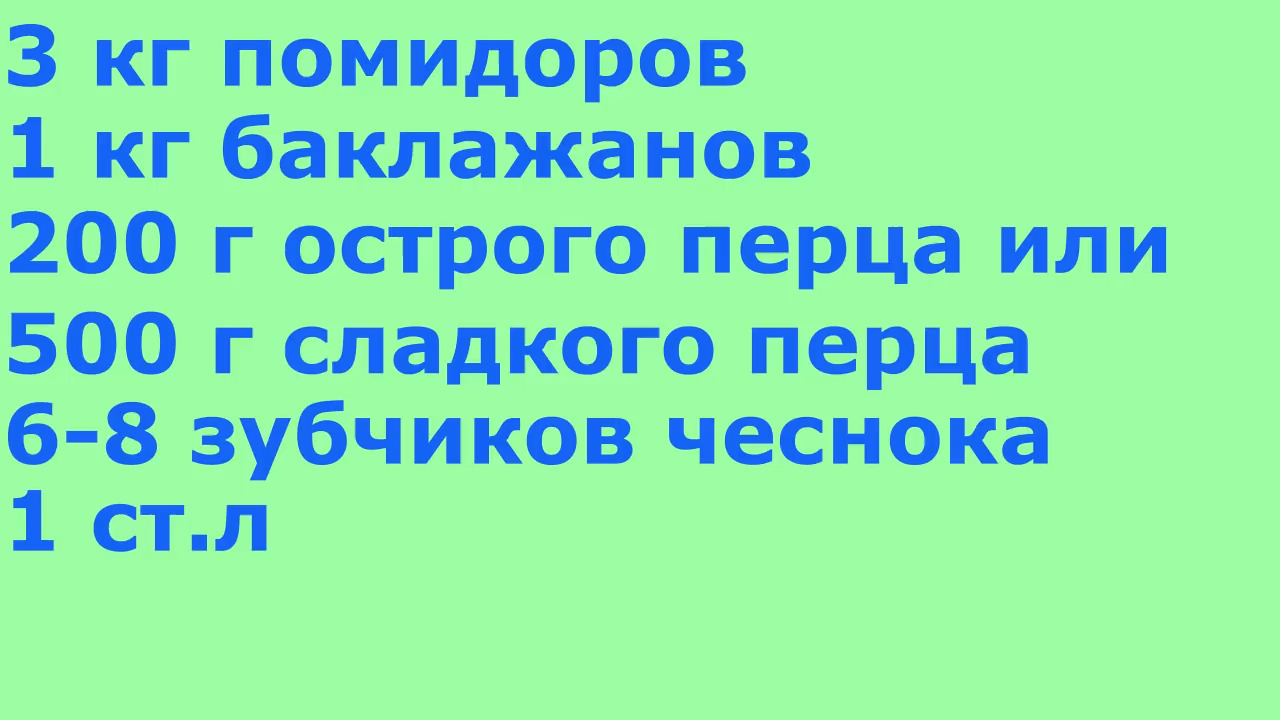 3 кг помидоров
1 кг баклажанов
200 г острого перца или
500 г сладкого перца
6-8 зубчиков чеснока
1 ст.л